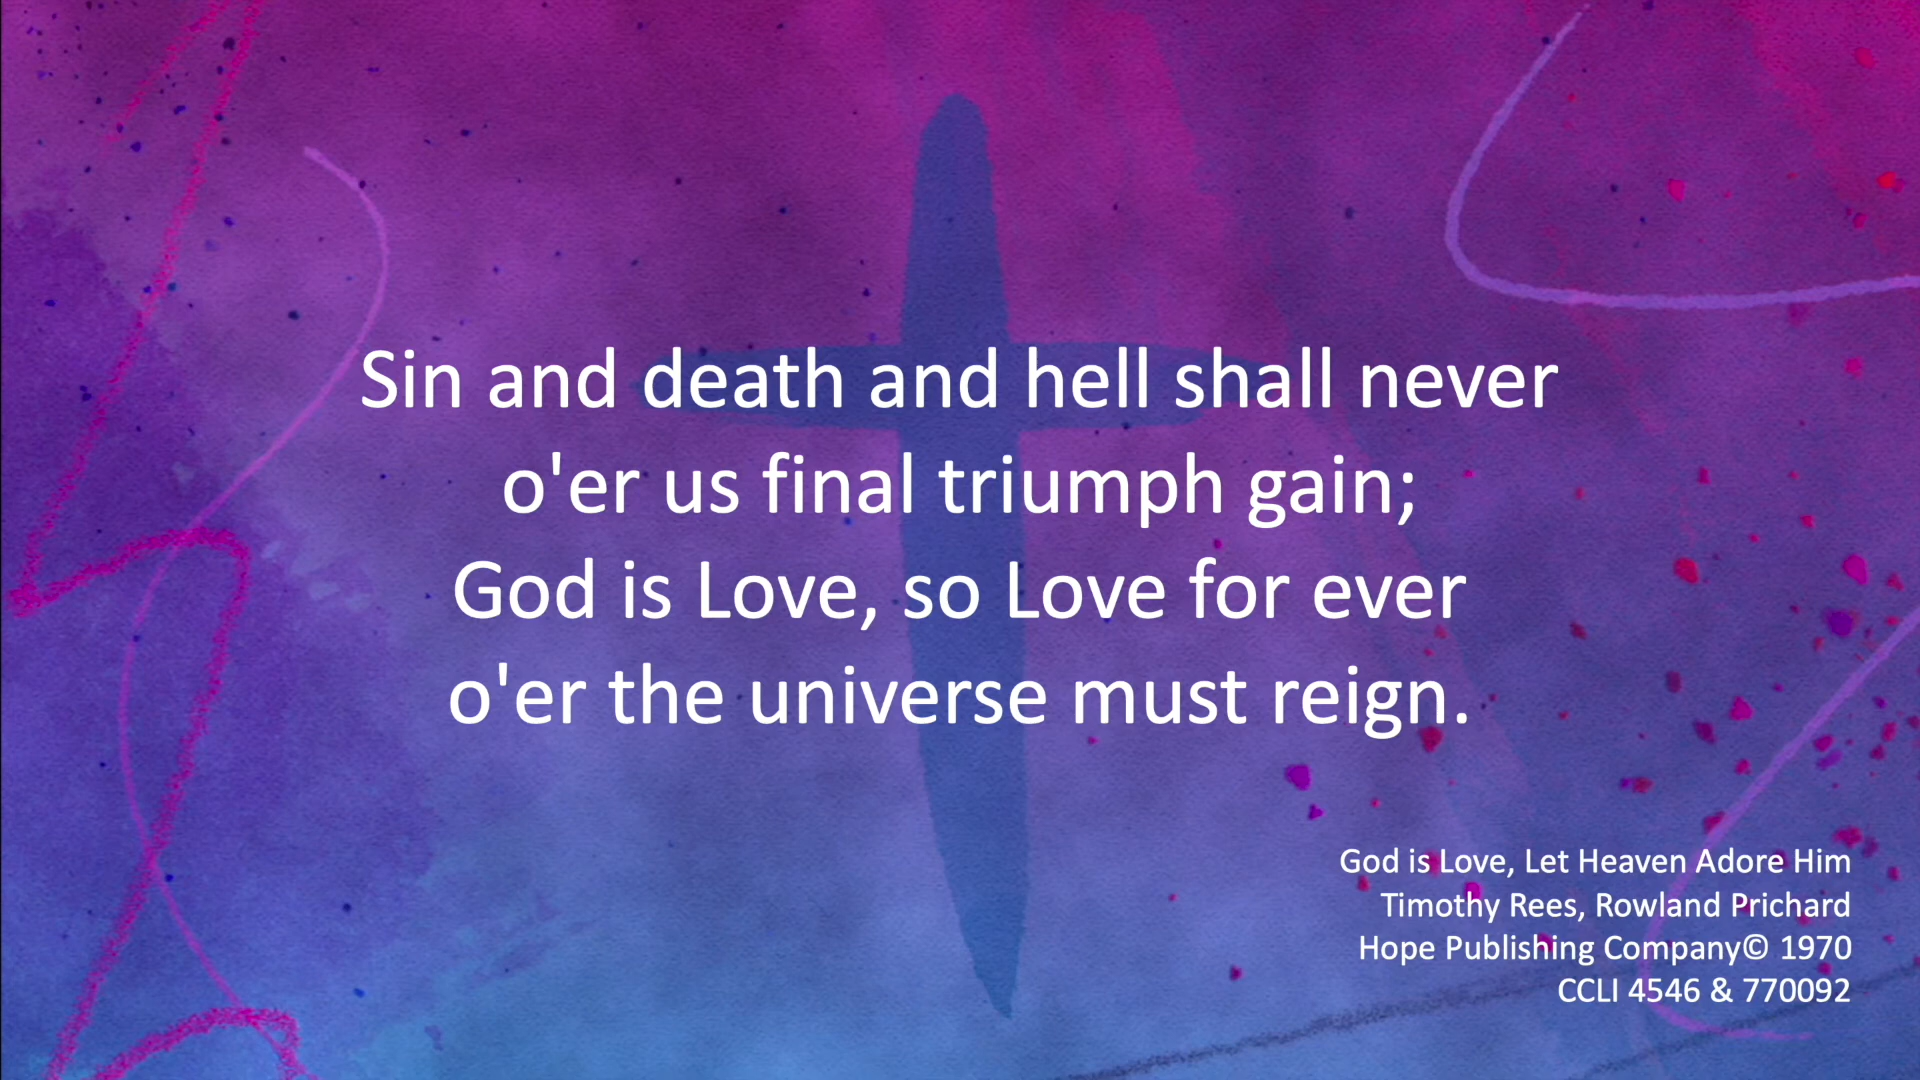 Sin and death and hell shall never
o'er us final triumph gain;
God is Love, so Love for ever
o'er the universe must reign.
God is Love, Let Heaven Adore Him
Timothy Rees, Rowland Prichard
Hope Publishing Company© 1970
CCLI 4546 & 770092